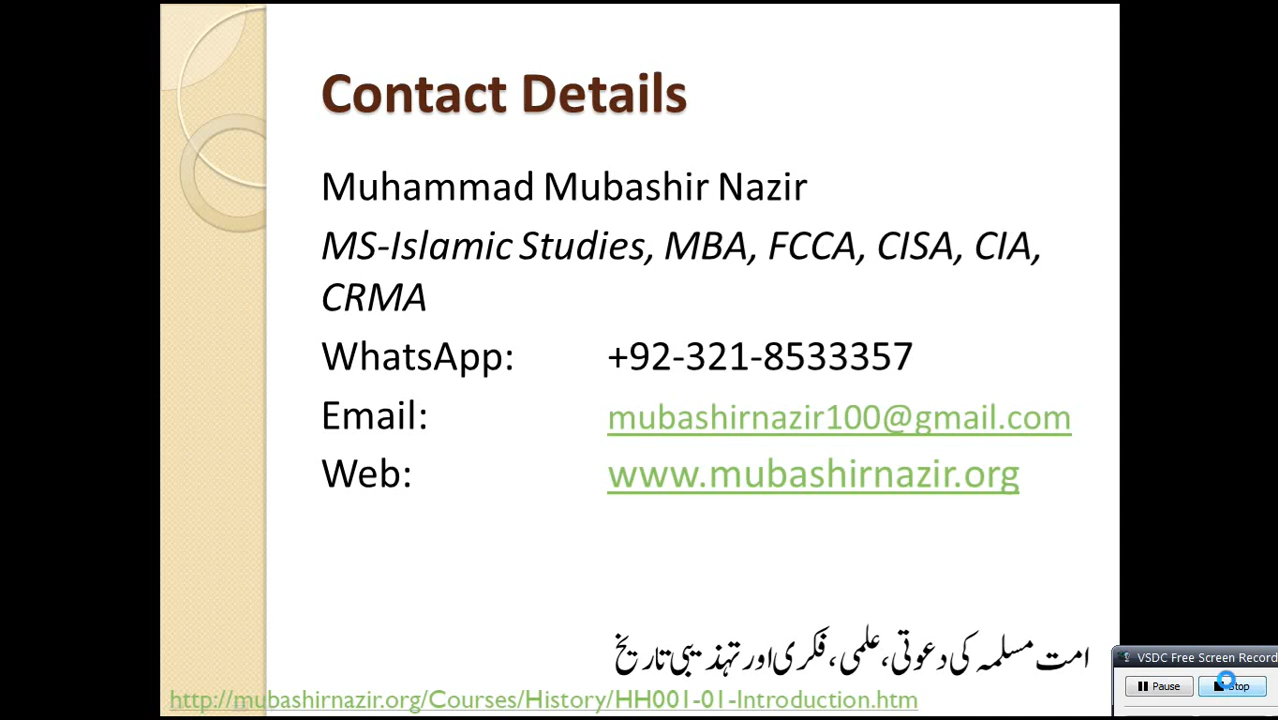 Contact Details
Muhammad Mubashir Nazir
MS-Islamic Studies, MBA, FCCA, CISA, CIA,
CRMA
WhatsApp: +92-321-8533357
Email: mubashirnazir100@gmail.com
Web: www.mubashirnazir.org
امت مسلمہ کی دعوتی، علمی، فکری اور تہذیبی تاریخ
http://mubashirnazir.org/Courses/History/HH001-01-Introduction.htm
VSDC Free Screen Record
Pause Stop